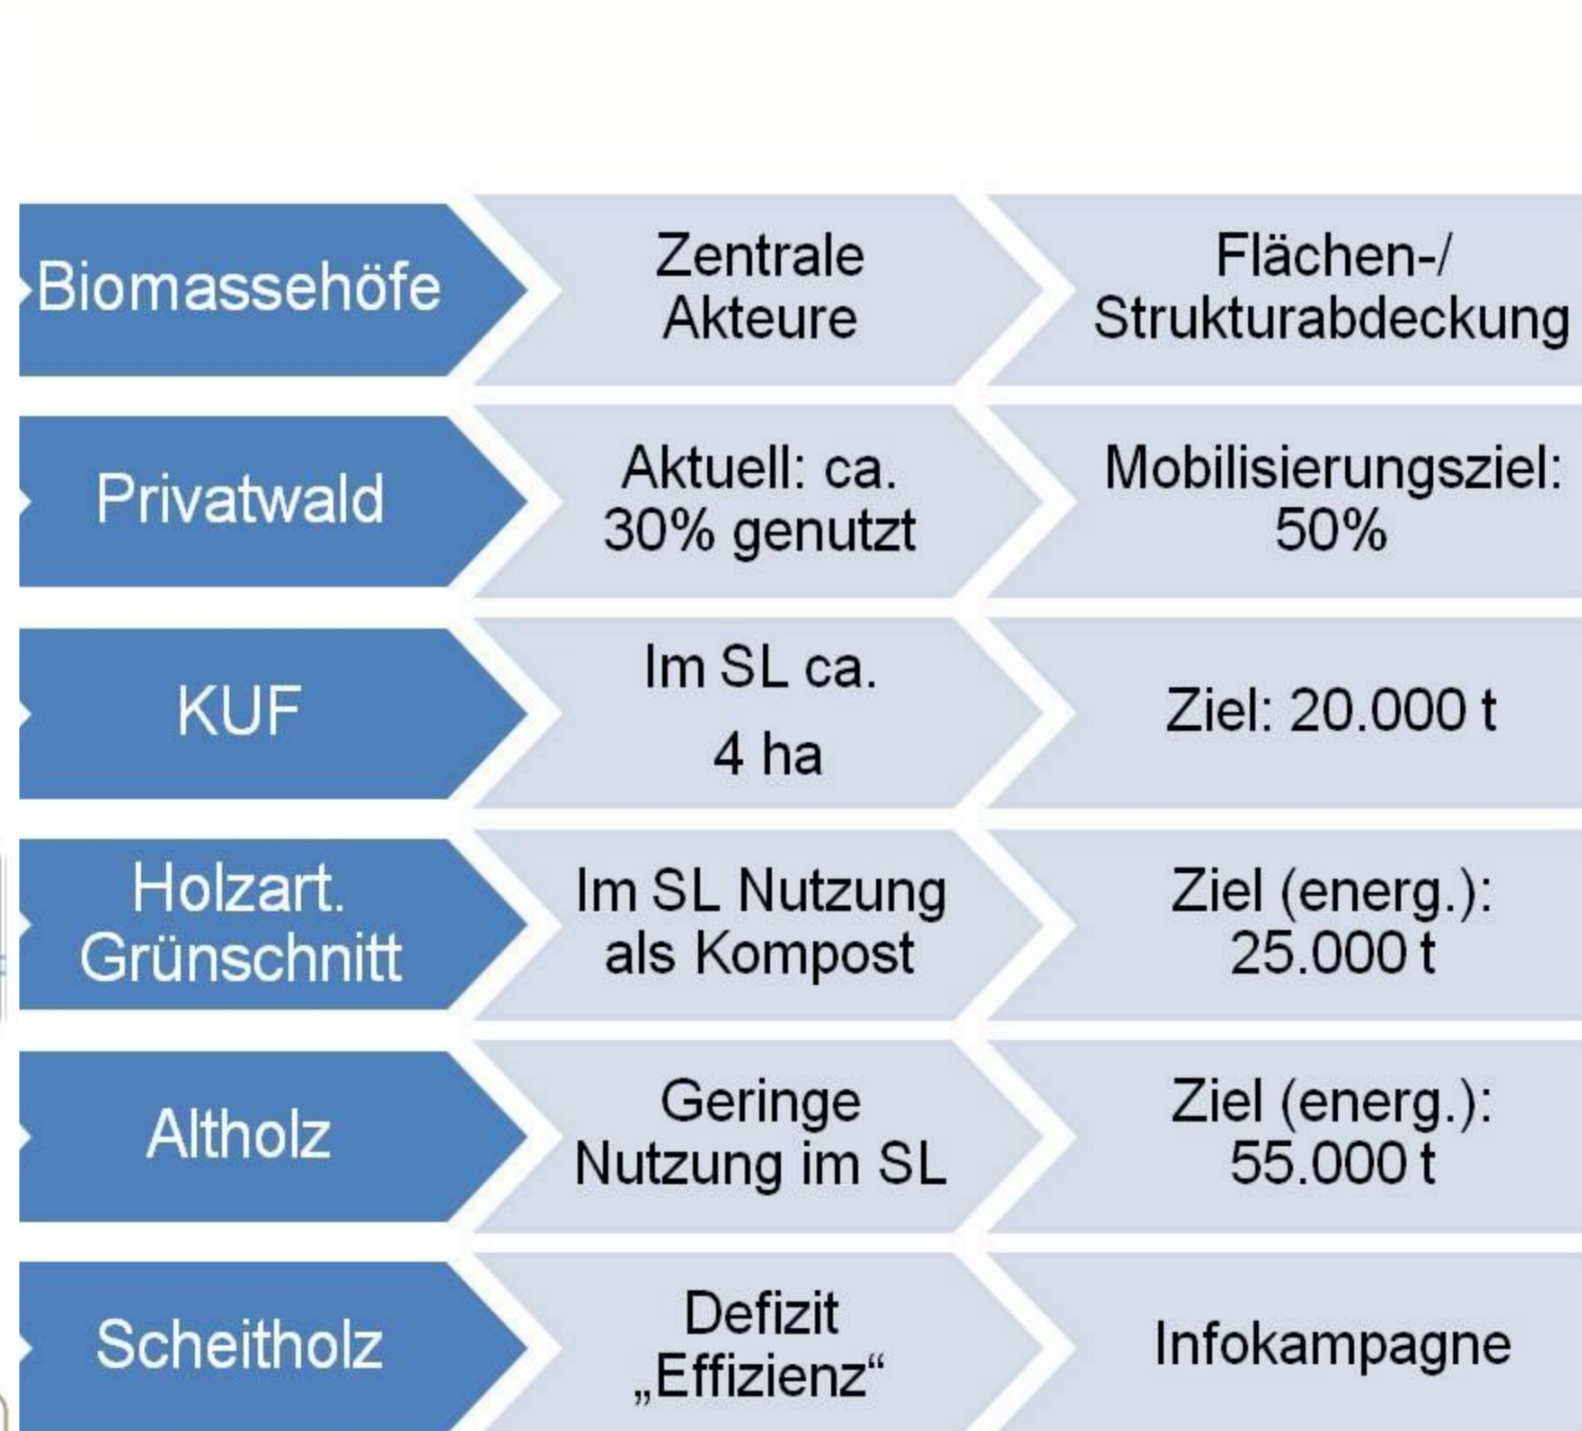 Biomassehöfe
Zentrale
Akteure
Flächen-/
Strukturabdeckung
Privatwald
Aktuell: ca.
30% genutzt
Mobilisierungsziel:
50%
KUF
Im SL ca.
4 ha
Ziel: 20.000 t
Holzart.
Grünschnitt
Im SL Nutzung
als Kompost
Ziel (energ.):
25.000 t
Altholz
Geringe
Nutzung im SL
Ziel (energ.):
55.000 t
Scheitholz
Defizit
„Effizienz“
Infokampagne